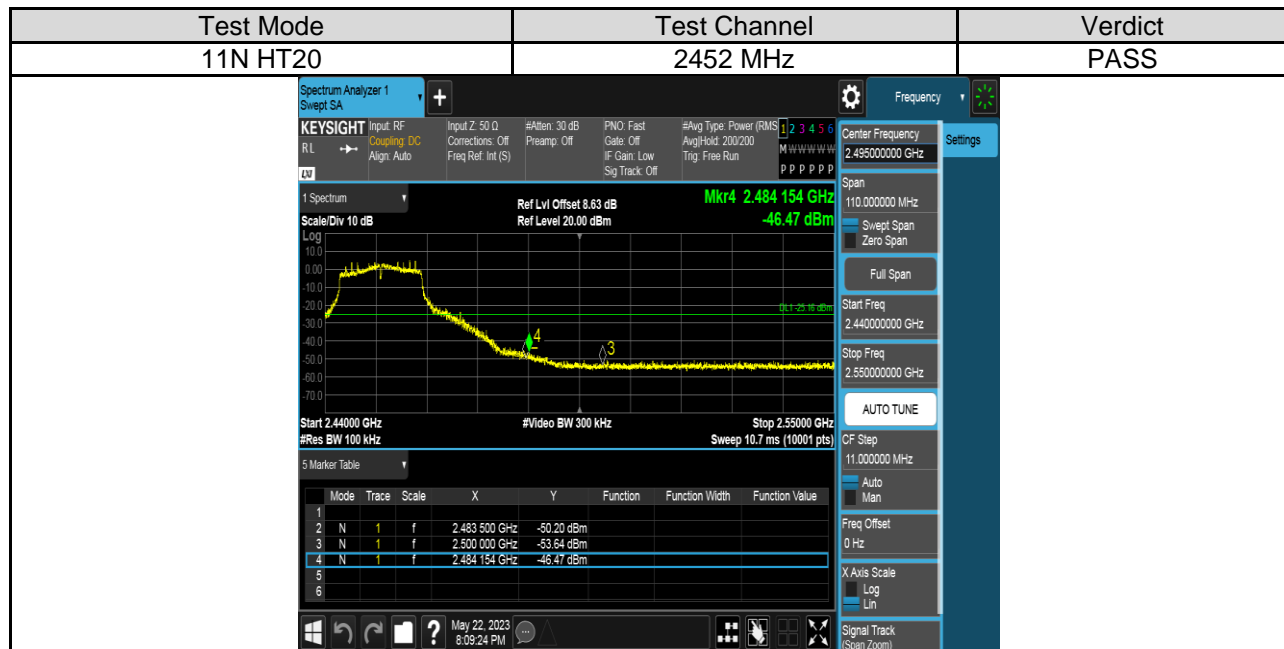 Test Mode Test Channel Verdict
11N HT20 2452 MHz PASS
Spectrum Analyzer 1
Swept SA
+
Frequency
KEYSIGHT Input: RF Input Z: 50 Ω #Atten: 30 dB PNO: Fast #Avg Type: Power (RMS 1 2 3 4 5 6
RL Coupling: DC Corrections: Off Preamp: Off Gate: Off Avg|Hold: 200/200 M W W W W W
Align: Auto Freq Ref: Int (S) IF Gain: Low Trig: Free Run
LXI Sig Track: Off P P P P P P
Center Frequency
2.495000000 GHz
Settings
1 Spectrum Ref Lvl Offset 8.63 dB Mkr4 2.484 154 GHz
Scale/Div 10 dB Ref Level 20.00 dBm -46.47 dBm
Log
10.0
0.00
-10.0
-20.0
DL1 -25.16 dBm
-30.0
-40.0
4
3
-50.0
-60.0
-70.0
Start 2.44000 GHz #Video BW 300 kHz Stop 2.55000 GHz
#Res BW 100 kHz Sweep 10.7 ms (10001 pts)
Span
110.000000 MHz
Swept Span
Zero Span
Full Span
Start Freq
2.440000000 GHz
Stop Freq
2.550000000 GHz
AUTO TUNE
CF Step
11.000000 MHz
Auto
Man
Freq Offset
0 Hz
X Axis Scale
Log
Lin
Signal Track
(Span Zoom)
5 Marker Table
Mode Trace Scale X Y Function Function Width Function Value
1
2 N 1 f 2.483 500 GHz -50.20 dBm
3 N 1 f 2.500 000 GHz -53.64 dBm
4 N 1 f 2.484 154 GHz -46.47 dBm
5
6
? May 22, 2023
8:09:24 PM